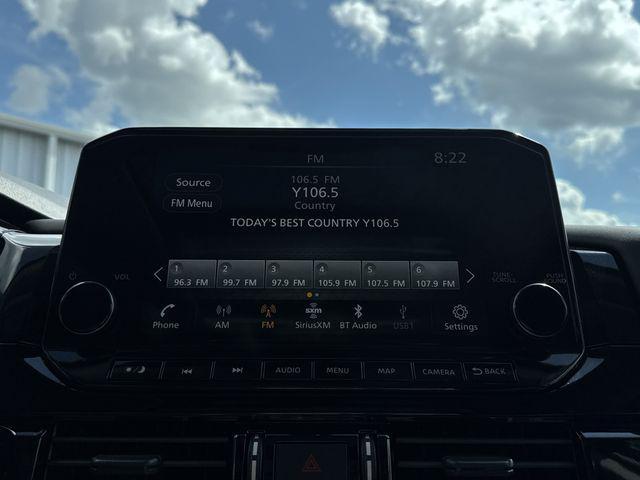 FM 8:22
Source
106.5 FM
Y106.5
FM Menu
Country
TODAY'S BEST COUNTRY Y106.5
1 2 3 4 5 6
96.3 FM 99.7 FM 97.9 FM 105.9 FM 107.5 FM 107.9 FM
VOL
TUNE·SCROLL
PUSH SOUND
sxm
Phone AM FM SiriusXM BT Audio USB1 Settings
AUDIO MENU MAP CAMERA BACK